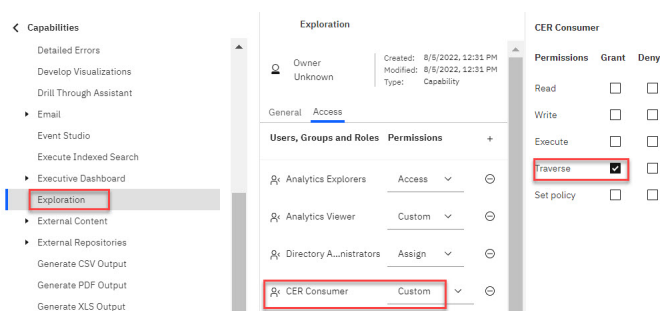 Capabilities
Detailed Errors
Develop Visualizations
Drill Through Assistant
Email
Event Studio
Execute Indexed Search
Executive Dashboard
Exploration
External Content
External Repositories
Generate CSV Output
Generate PDF Output
Generate XLS Output
Exploration
Owner
Unknown
Created: 8/5/2022, 12:31 PM
Modified: 8/5/2022, 12:31 PM
Type: Capability
General Access
Users, Groups and Roles Permissions +
Analytics Explorers Access
Analytics Viewer Custom
Directory A...nistrators Assign
CER Consumer Custom
CER Consumer
Permissions Grant Deny
Read
Write
Execute
Traverse
Set policy